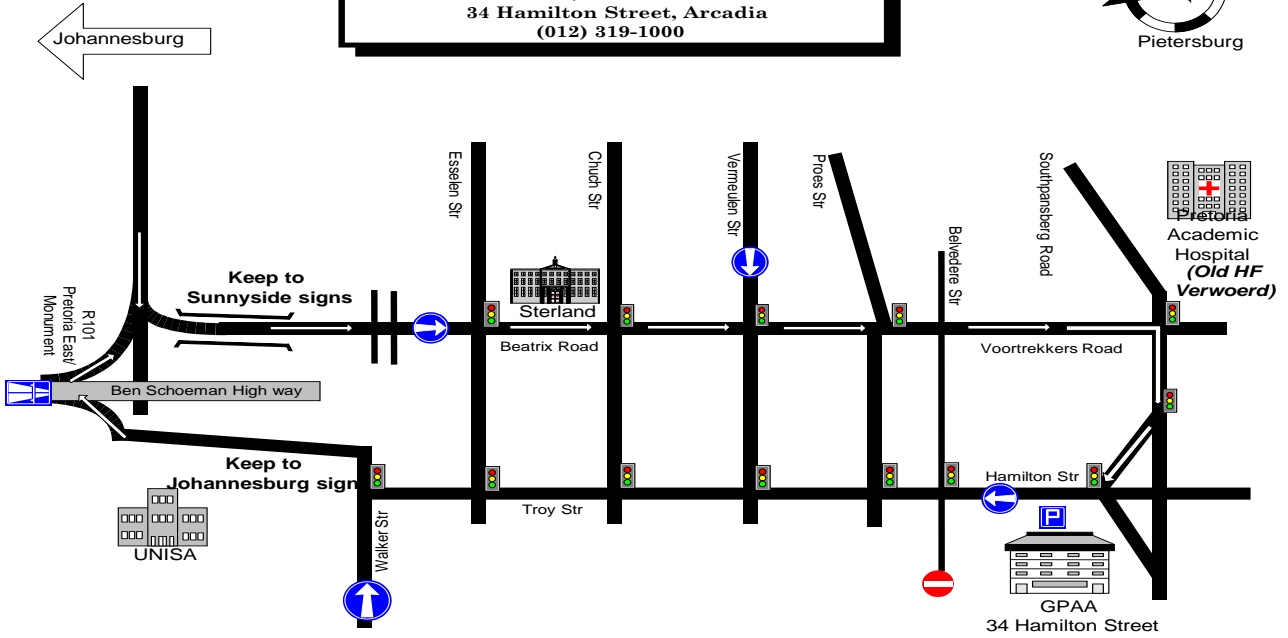 34 Hamilton Street, Arcadia
(012) 319-1000
Johannesburg
Pietersburg
Esselen Str
Chuch Str
Vermeulen Str
Proes Str
Belvedere Str
Southpansberg Road
Pretoria
Academic
Hospital
(Old HF
Verwoerd)
Keep to
Sunnyside signs
Sterland
Beatrix Road
Voortrekkers Road
R101
Pretoria East/
Monument
Ben Schoeman High way
Keep to
Johannesburg sign
UNISA
Walker Str
Troy Str
Hamilton Str
P
GPAA
34 Hamilton Street